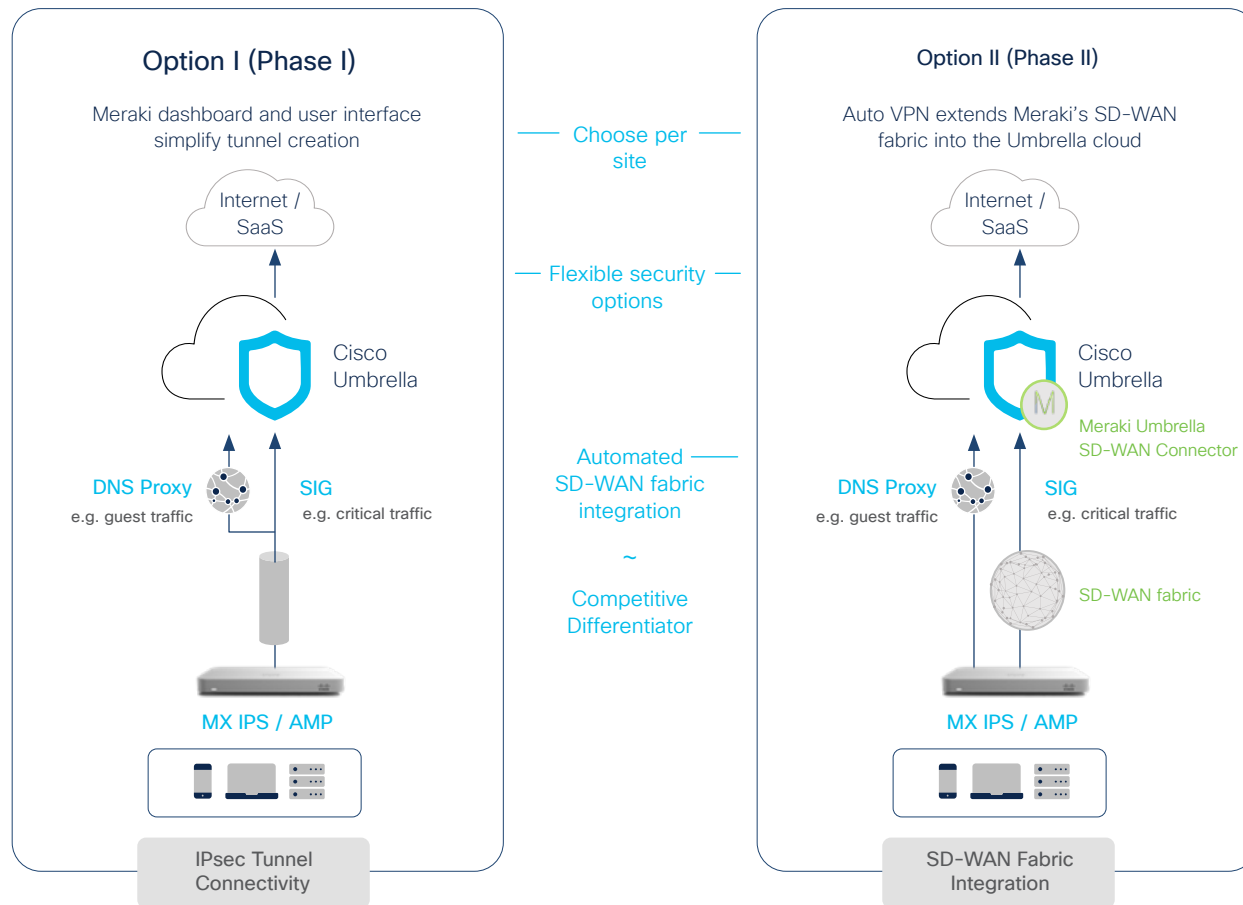 Option I (Phase I)
Meraki dashboard and user interface
simplify tunnel creation
Internet /
SaaS
Cisco
Umbrella
DNS Proxy
e.g. guest traffic
SIG
e.g. critical traffic
MX IPS / AMP
IPsec Tunnel
Connectivity
Choose per
site
Flexible security
options
Automated
SD-WAN fabric
integration
~
Competitive
Differentiator
Option II (Phase II)
Auto VPN extends Meraki's SD-WAN
fabric into the Umbrella cloud
Internet /
SaaS
Cisco
Umbrella
M
Meraki Umbrella
SD-WAN Connector
DNS Proxy
e.g. guest traffic
SIG
e.g. critical traffic
SD-WAN fabric
MX IPS / AMP
SD-WAN Fabric
Integration